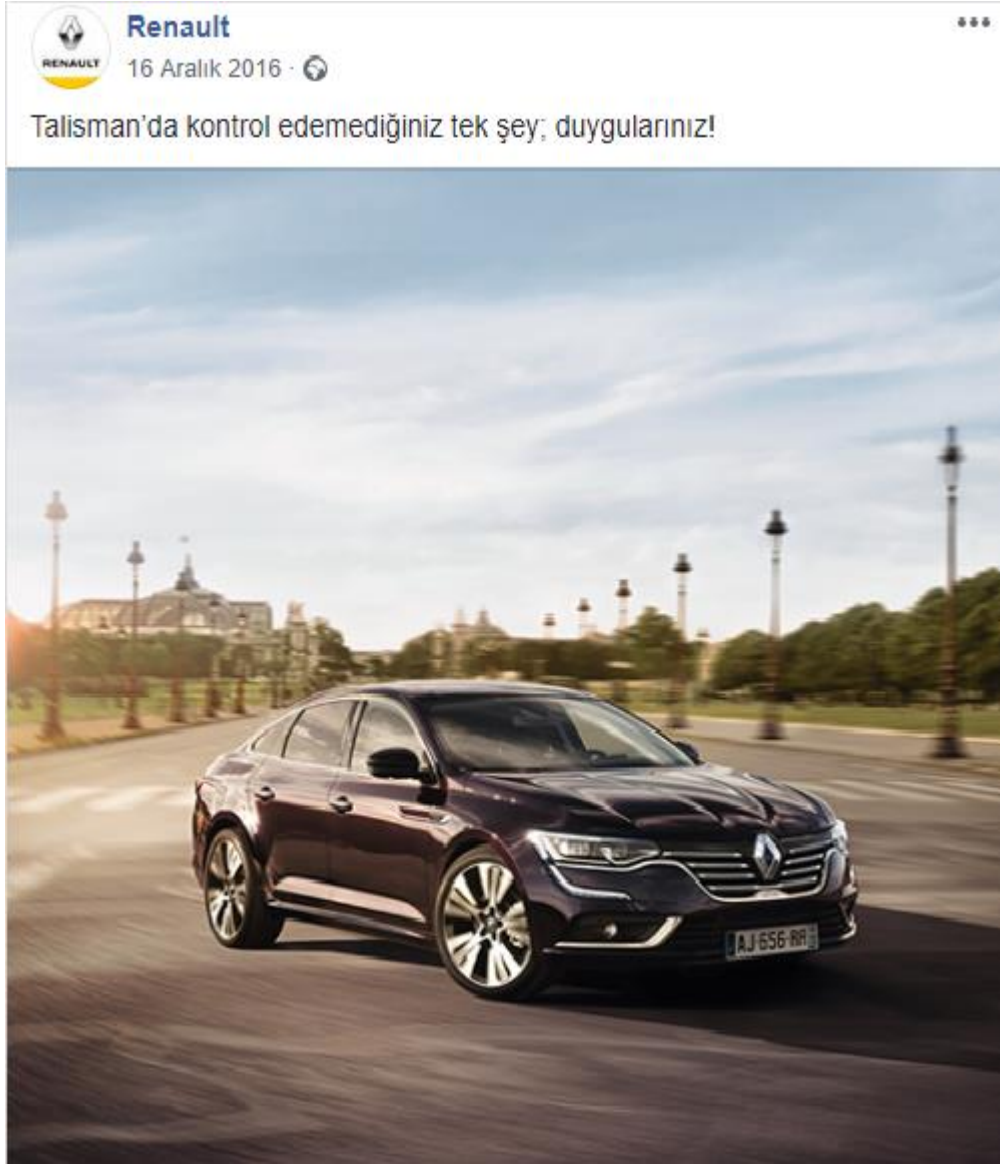 Renault
RENAULT
16 Aralık 2016 ·
Talisman'da kontrol edemediğiniz tek şey; duygularınız!
AJ-656-RR